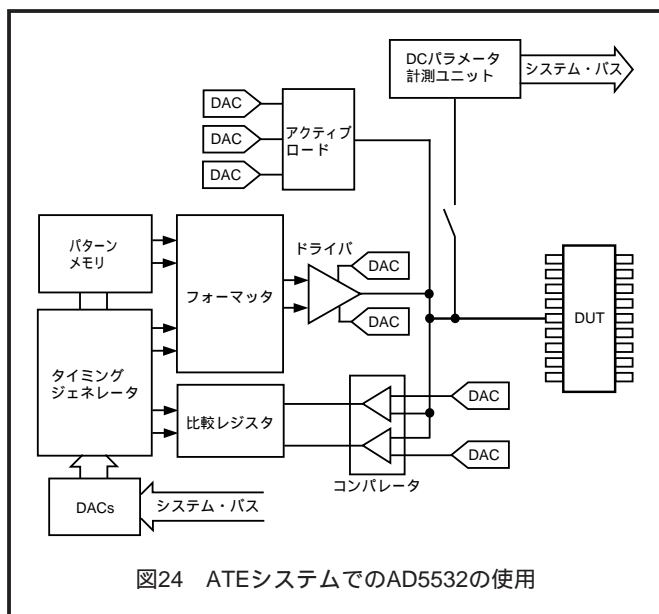 DCパラメータ
計測ユニット
システム・バス
DAC
DAC
DAC
アクティブ
ロード
パターン
メモリ
フォーマッタ
ドライバ
DAC
DAC
DUT
タイミング
ジェネレータ
比較レジスタ
DAC
DAC
コンパレータ
DACs
システム・バス
図24 ATEシステムでのAD5532の使用